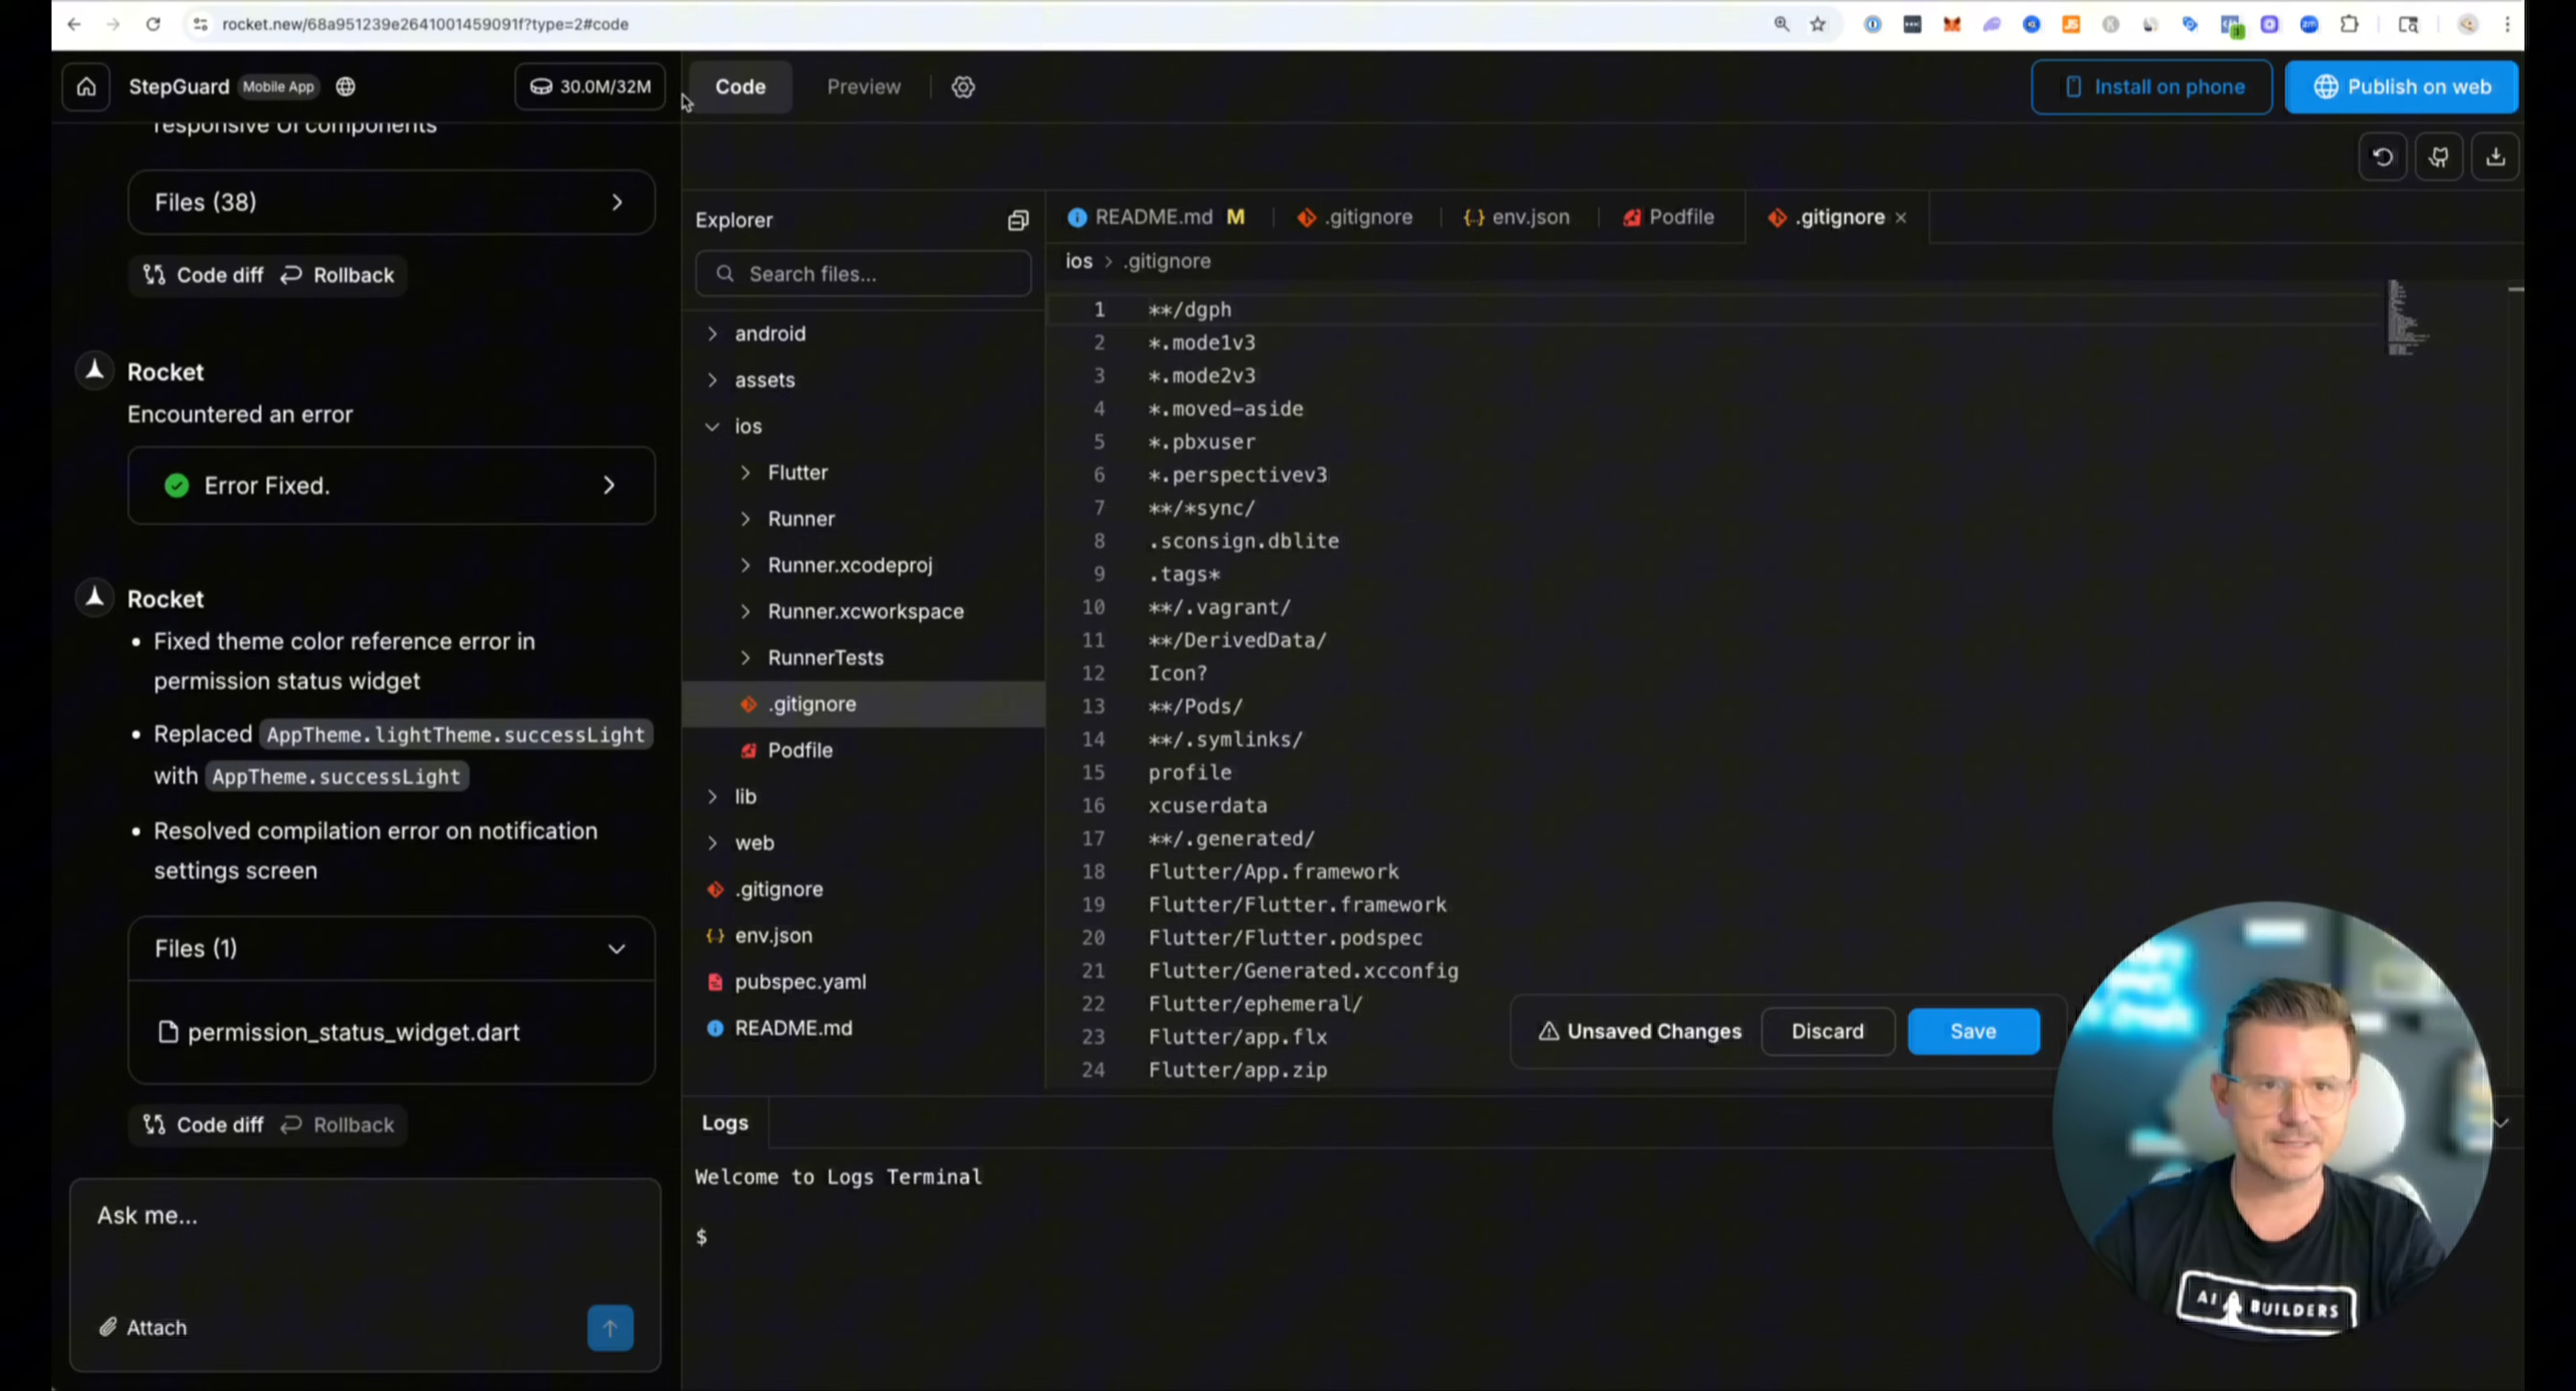 rocket.new/68a951239e2641001459091f?type=2#code
StepGuard Mobile App 30.0M/32M
Code Preview
Install on phone Publish on web
responsive UI components
Files (38)
Code diff Rollback
Rocket
Encountered an error
Error Fixed.
Rocket
• Fixed theme color reference error in
permission status widget
• Replaced AppTheme.lightTheme.successLight
with AppTheme.successLight
• Resolved compilation error on notification
settings screen
Files (1)
permission_status_widget.dart
Code diff Rollback
Ask me...
Attach
Explorer
Search files...
android
assets
ios
Flutter
Runner
Runner.xcodeproj
Runner.xcworkspace
RunnerTests
.gitignore
Podfile
lib
web
.gitignore
{} env.json
pubspec.yaml
README.md
README.md M .gitignore {..} env.json Podfile .gitignore ×
ios > .gitignore
1 **/dgph
2 *.mode1v3
3 *.mode2v3
4 *.moved-aside
5 *.pbxuser
6 *.perspectivev3
7 **/*sync/
8 .sconsign.dblite
9 .tags*
10 **/.vagrant/
11 **/DerivedData/
12 Icon?
13 **/Pods/
14 **/.symlinks/
15 profile
16 xcuserdata
17 **/.generated/
18 Flutter/App.framework
19 Flutter/Flutter.framework
20 Flutter/Flutter.podspec
21 Flutter/Generated.xcconfig
22 Flutter/ephemeral/
23 Flutter/app.flx
24 Flutter/app.zip
Unsaved Changes Discard Save
Logs
Welcome to Logs Terminal
$
AI BUILDERS